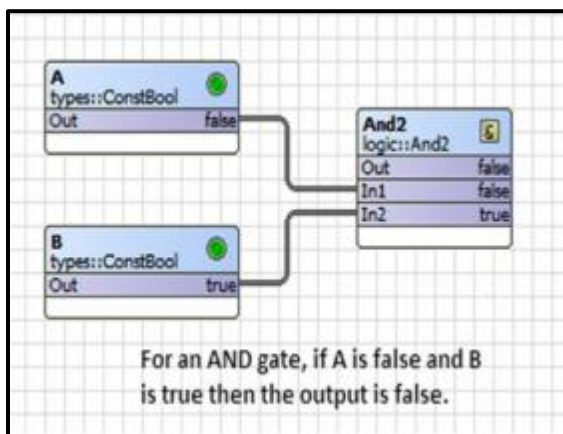 A
types::ConstBool
Out false
And2
logic::And2
Out false
In1 false
In2 true
B
types::ConstBool
Out true
For an AND gate, if A is false and B
is true then the output is false.